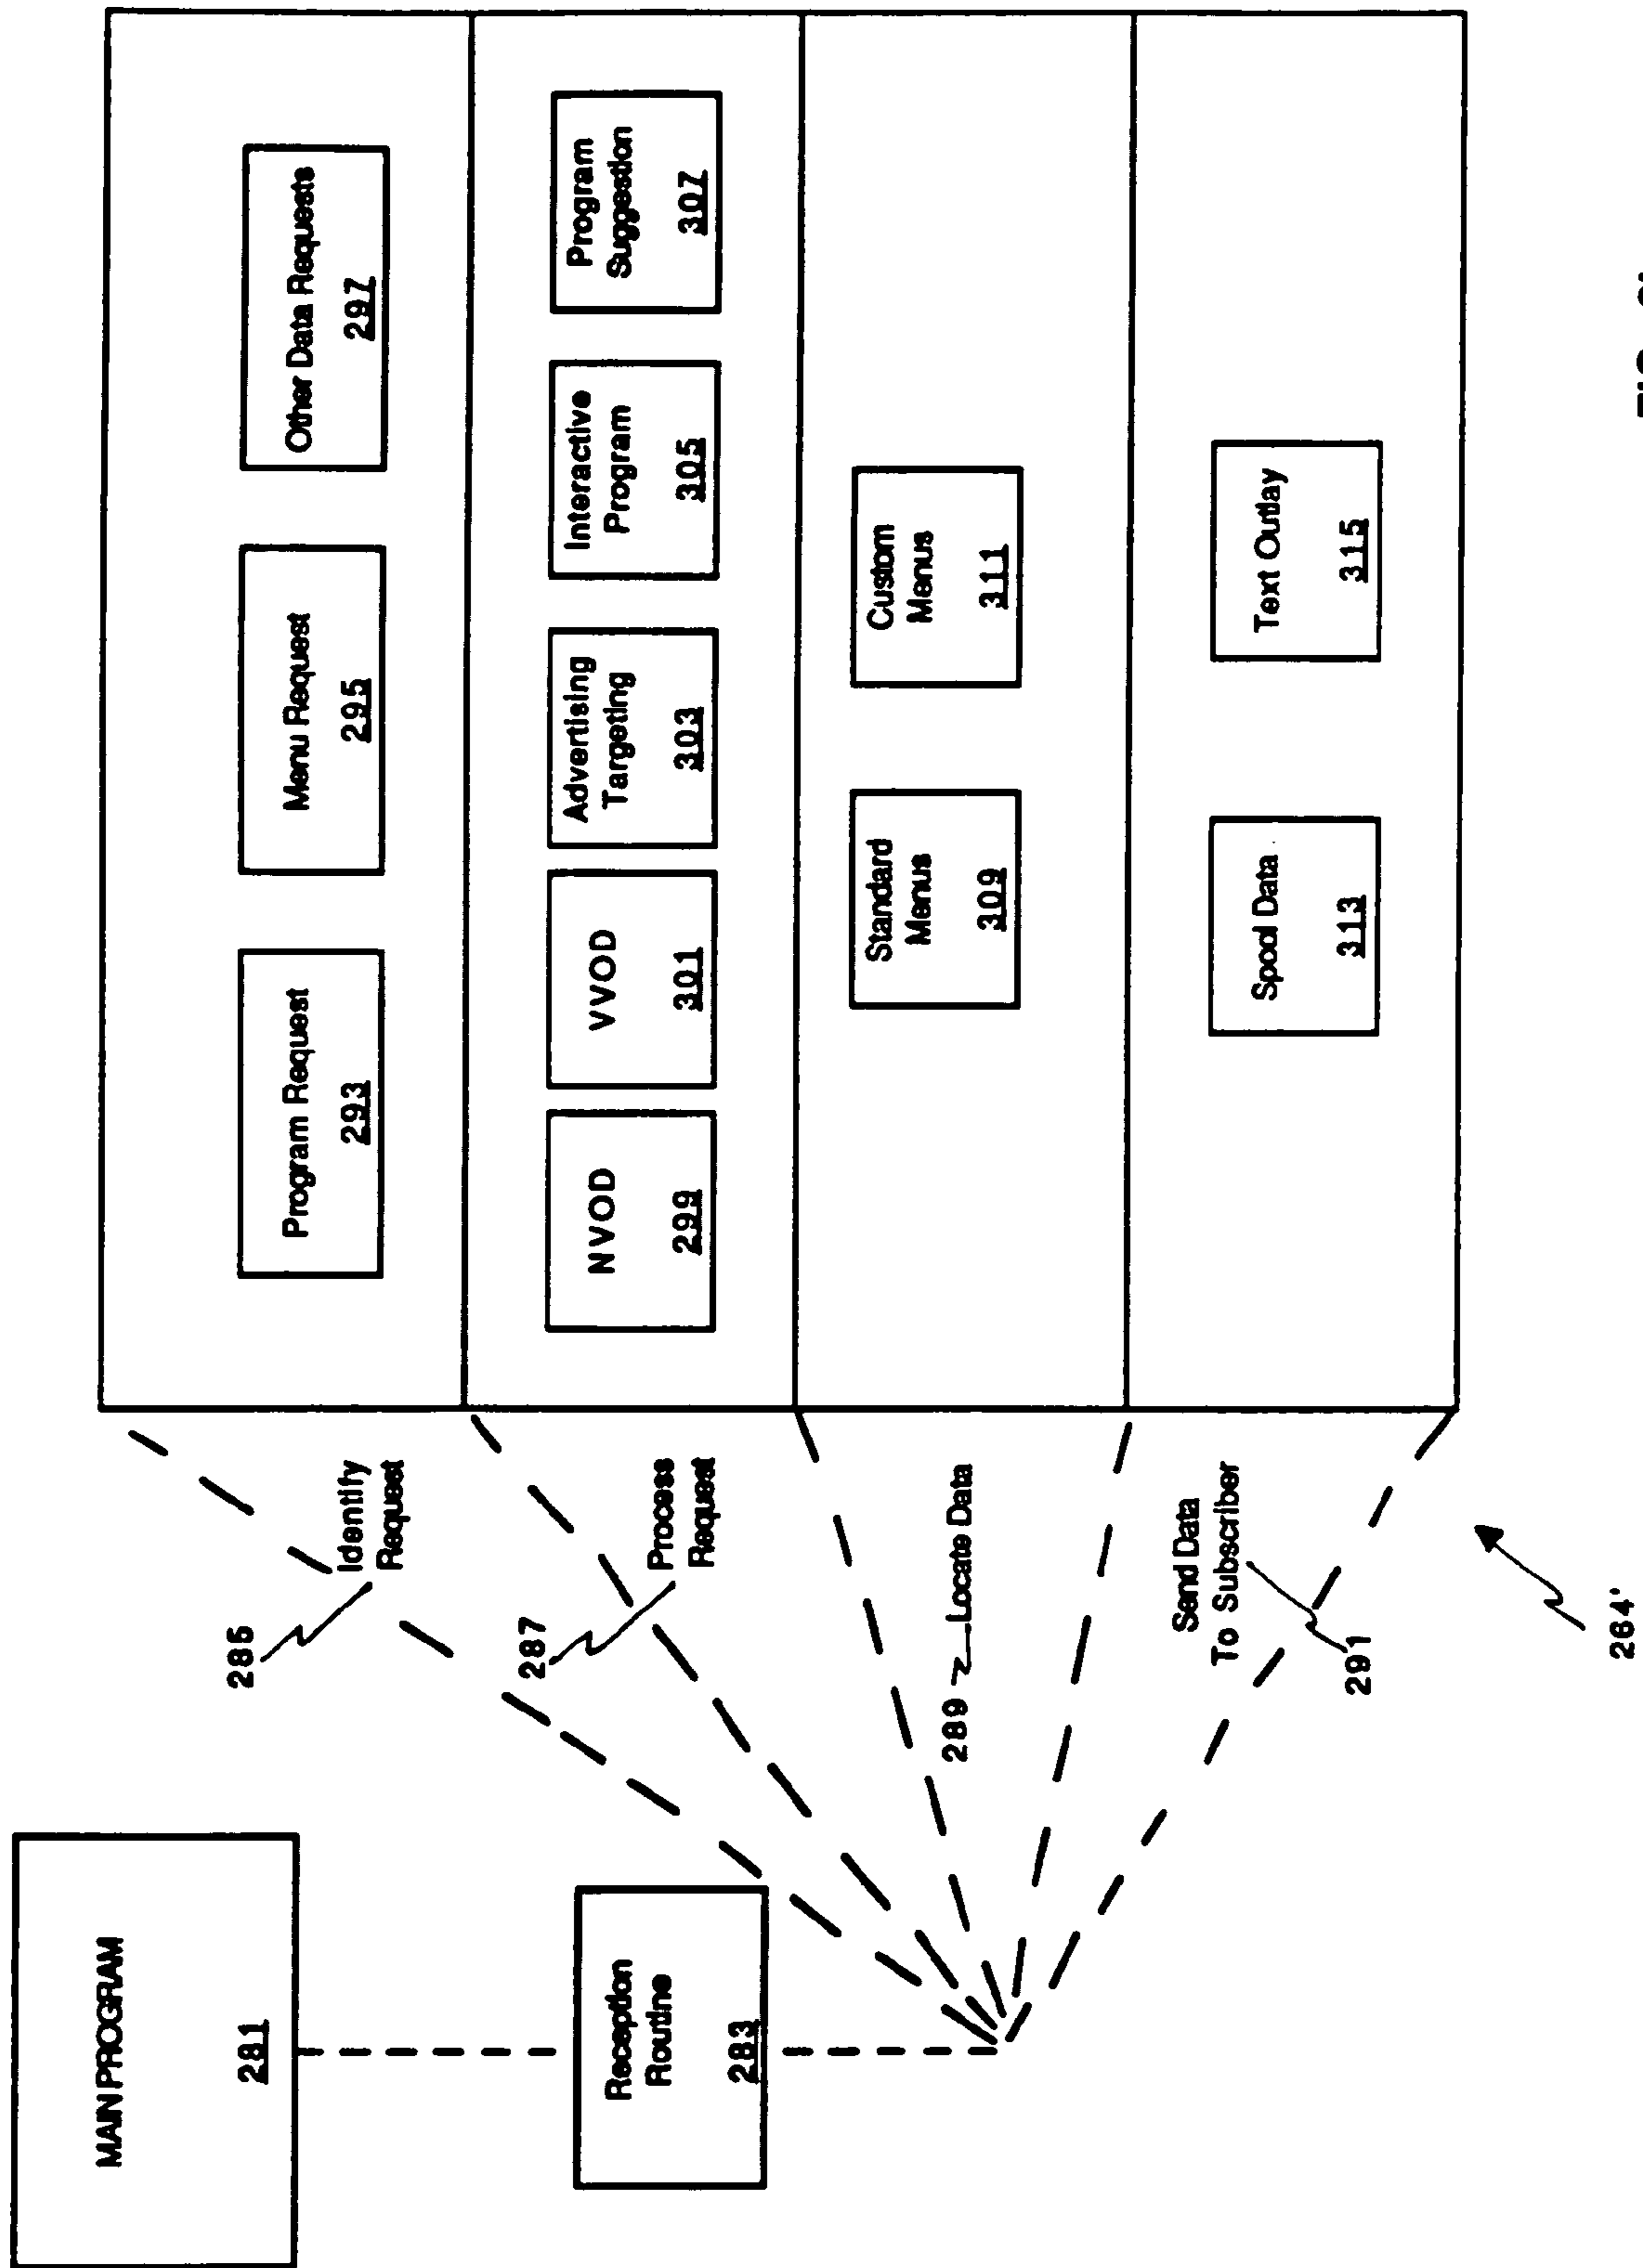 MAIN PROGRAM
281
Reception
Routine
283
285
Identify
Request
287
Process
Request
289
Locate Data
Send Data
To Subscriber
291
264'
Program Request
293
Menu Request
295
Other Data Requests
297
NVOD
299
VVOD
301
Advertising
Targeting
303
Interactive
Program
305
Program
Suggestion
307
Standard
Menus
309
Custom
Menus
311
Spool Data
313
Text Outlay
315